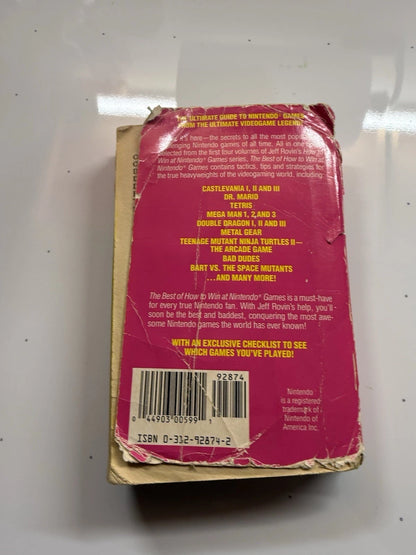 ULTIMATE GUIDE TO NINTENDO® GAMES
FROM THE ULTIMATE VIDEOGAME LEGEND!
it's here—the secrets to all the most
challenging Nintendo games of all time. All in one
from the first four volumes of Jeff Rovin's How to
Win at Nintendo® Games series, The Best of How to Win at
Nintendo® Games contains tactics, tips and strategies for
the true heavyweights of the videogaming world, including:
CASTLEVANIA I, II AND III
DR. MARIO
TETRIS
MEGA MAN 1, 2, AND 3
DOUBLE DRAGON I, II AND III
METAL GEAR
TEENAGE MUTANT NINJA TURTLES II—
THE ARCADE GAME
BAD DUDES
BART VS. THE SPACE MUTANTS
...AND MANY MORE!
The Best of How to Win at Nintendo® Games is a must-have
for every true Nintendo fan. With Jeff Rovin's help, you'll
soon be the best and baddest, conquering the most awe-
some Nintendo games the world has ever known!
WITH AN EXCLUSIVE CHECKLIST TO SEE
WHICH GAMES YOU'VE PLAYED!
92874
0 44903 00599 1
ISBN 0-312-92874-2
Nintendo
is a registered
trademark of
Nintendo of
America Inc.